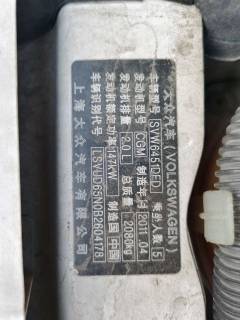 大众汽车(VOLKSWAGEN)
车辆型号 SVW6451DED 乘坐人数 5
发动机型号 CGM 制造年月 2011.04
发动机排量 2.0L 总质量 2080kg
发动机额定功率 147kW 制造国 中国
车辆识别代号 LSVUD65N0B2604178
上海大众汽车有限公司